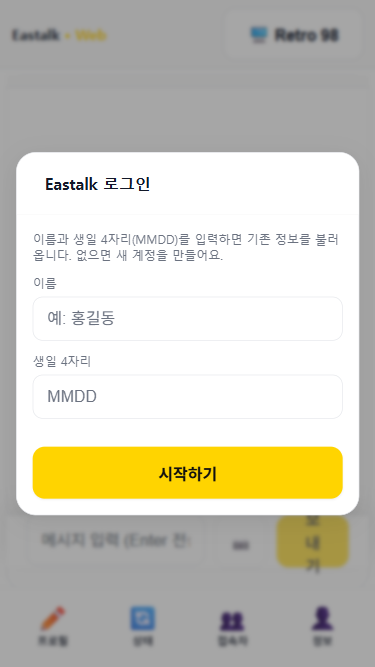 Eastalk • Web
Retro 98
Eastalk 로그인
이름과 생일 4자리(MMDD)를 입력하면 기존 정보를 불러
옵니다. 없으면 새 계정을 만들어요.
이름
예: 홍길동
생일 4자리
MMDD
시작하기
메시지 입력 (Enter 전
보
내
기
프로필
상태
접속자
정보